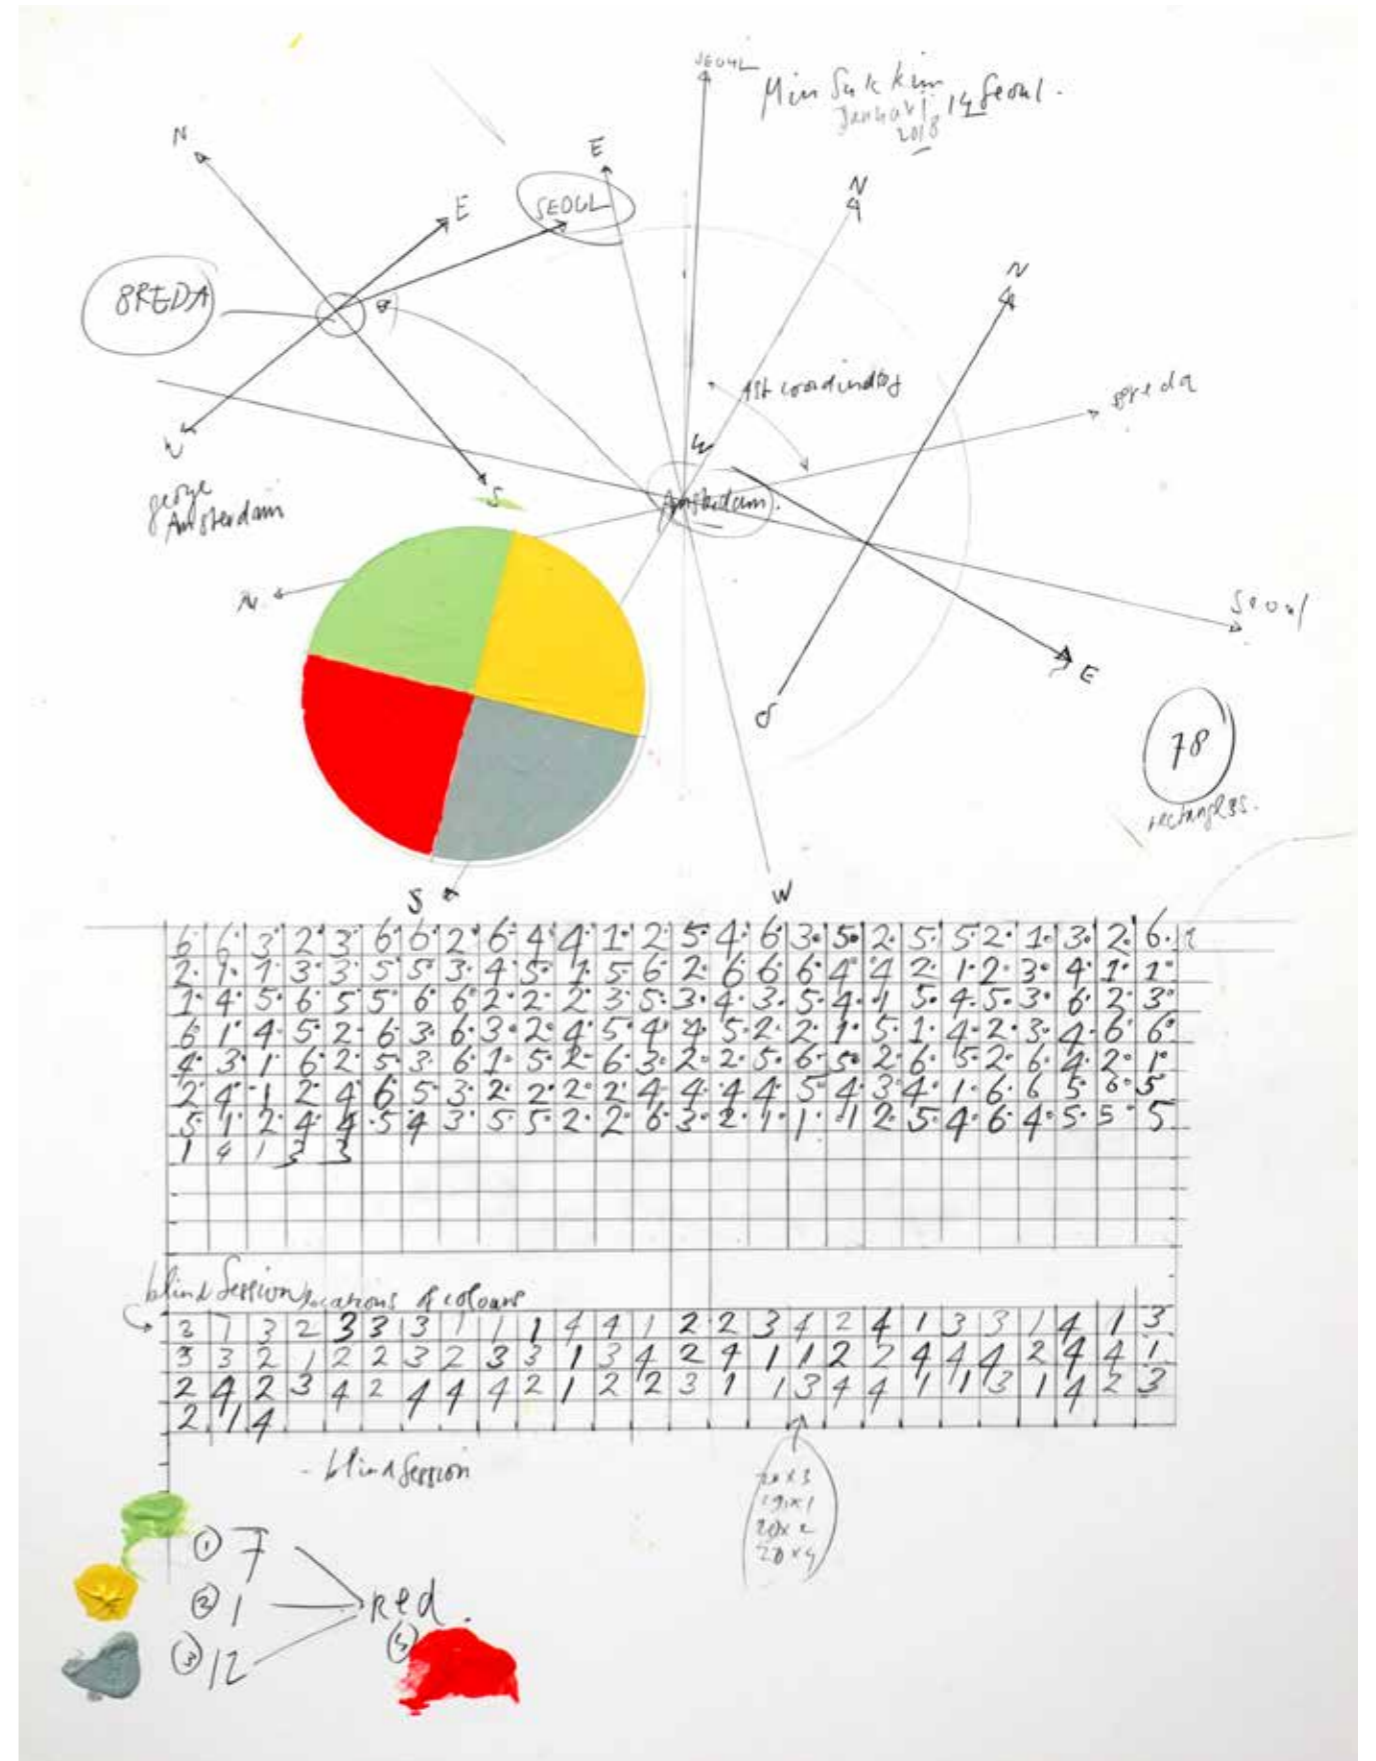 SEOUL
Min Suk kim
Januari 14 Seoul.
2018
N
E
E
SEOUL
N
N
BREDA
1st coordinates
Breda
W
Amsterdam.
S
george
Amsterdam
N
Seoul
E
S
78
rectangles.
S
W
6 6 3 2 3 6 6 2 6 4 4 1 2 5 4 6 3 5 2 5 5 2 1 3 2 6
2 1 1 3 3 5 5 3 4 5 1 5 6 2 6 6 6 4 4 2 1 2 3 4 1 1
1 4 5 6 5 5 6 6 2 2 2 3 5 3 4 3 5 4 1 5 4 5 3 6 2 3
6 1 4 5 2 6 3 6 3 2 4 5 4 4 5 2 2 1 5 1 4 2 3 4 6 6
4 3 1 6 2 5 3 6 1 5 2 6 3 2 2 5 6 5 2 6 5 2 6 4 2 1
2 4 1 2 4 6 5 3 2 2 2 2 4 4 4 4 5 4 3 4 1 6 6 5 6 5
5 1 2 4 4 5 4 3 5 5 2 2 6 3 2 1 1 1 2 5 4 6 4 5 5 5
1 4 1 3 3
blind Session locations of colours
3 1 3 2 3 3 3 1 1 1 4 4 1 2 2 3 4 2 4 1 3 3 1 4 1 3
3 3 2 1 2 2 3 2 3 3 1 3 4 2 4 1 1 2 2 4 4 4 2 4 4 1
2 4 2 3 4 2 4 4 4 2 1 2 2 3 1 1 3 4 4 1 1 3 1 4 2 3
2 1 4
- blind Session
20 x 3
19 x 1
20 x 2
20 x 4
1 7
2 1
red.
3 12